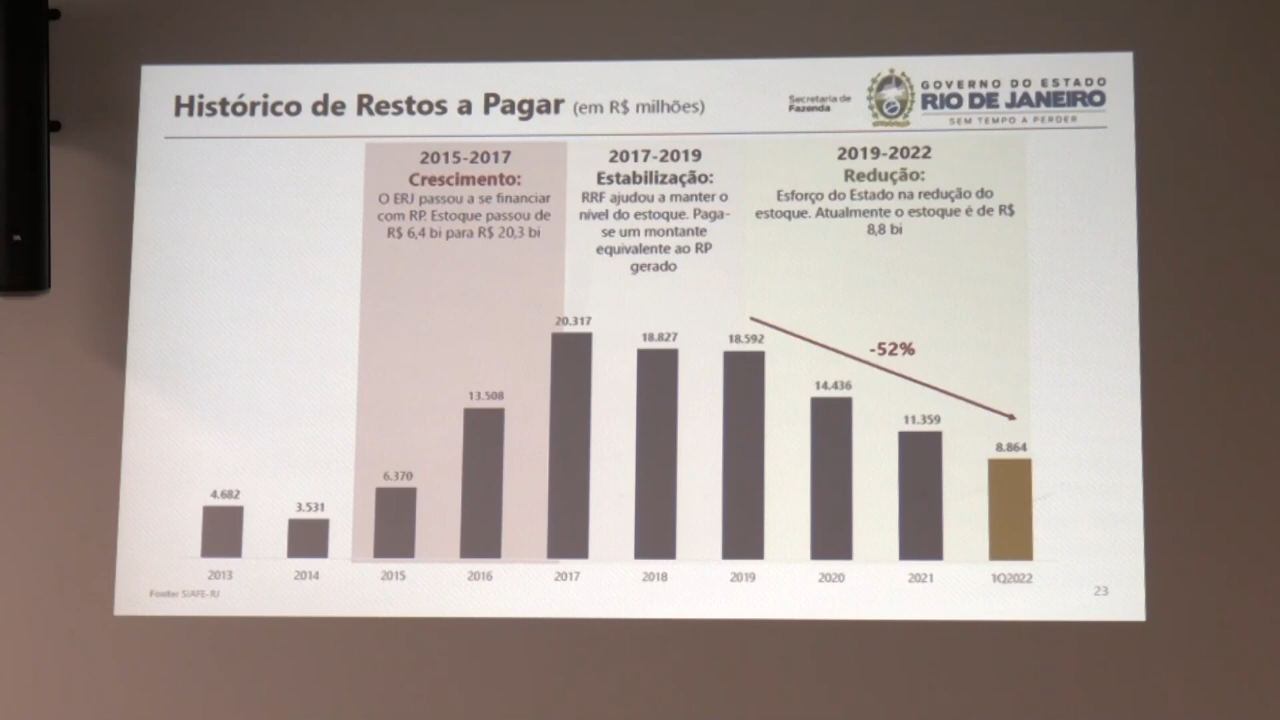 Histórico de Restos a Pagar (em R$ milhões)
Secretaria de
Fazenda
GOVERNO DO ESTADO
RIO DE JANEIRO
SEM TEMPO A PERDER
2015-2017
Crescimento:
O ERJ passou a se financiar
com RP. Estoque passou de
R$ 6,4 bi para R$ 20,3 bi
2017-2019
Estabilização:
RRF ajudou a manter o
nível do estoque. Paga-
se um montante
equivalente ao RP
gerado
2019-2022
Redução:
Esforço do Estado na redução do
estoque. Atualmente o estoque é de R$
8,8 bi
4.682
3.531
6.370
13.508
20.317
18.827
18.592
14.436
11.359
8.864
-52%
2013
2014
2015
2016
2017
2018
2019
2020
2021
1Q2022
Fonte: SIAFE-RJ
23